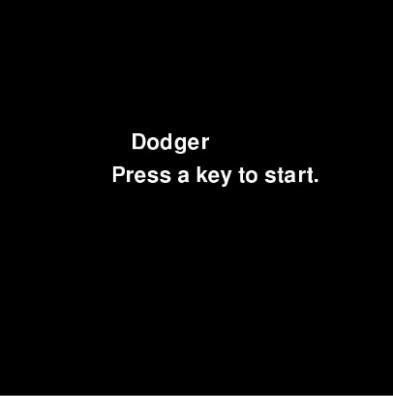 Dodger
Press a key to start.